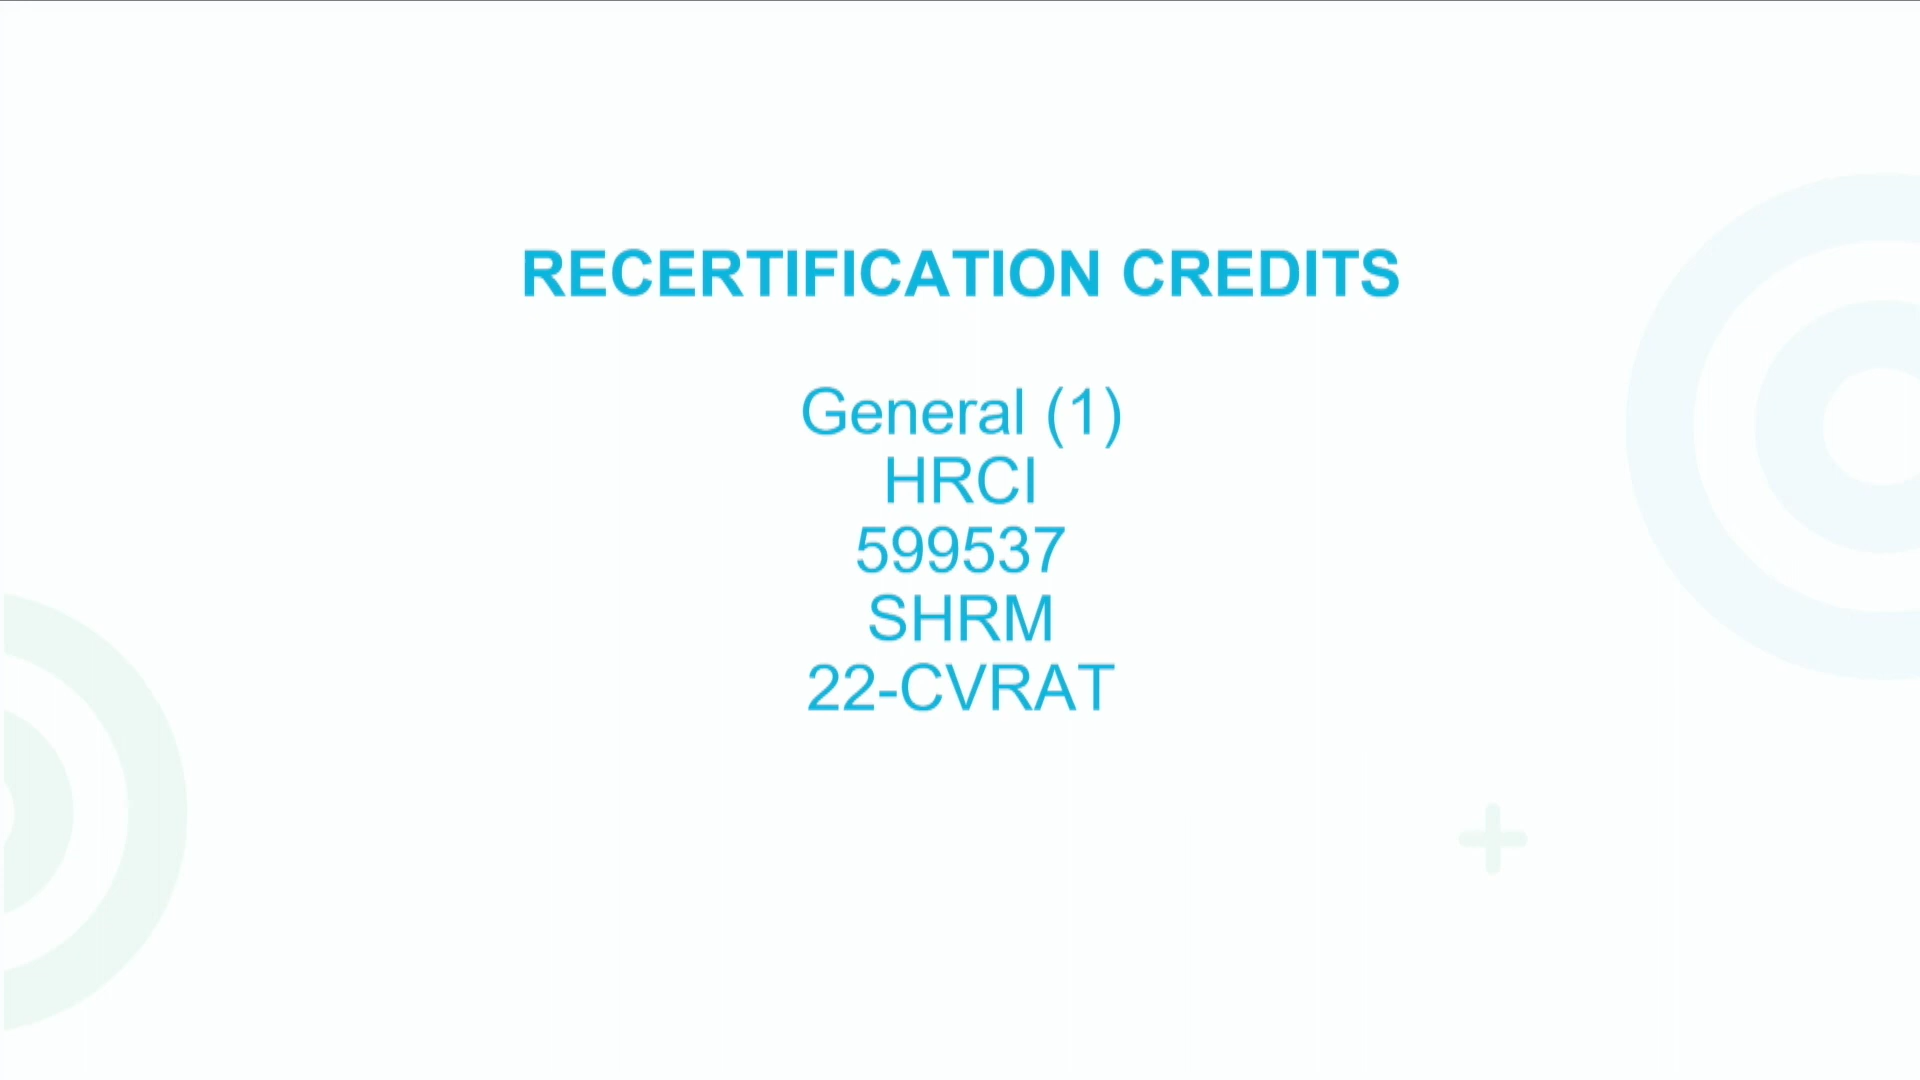 RECERTIFICATION CREDITS
General (1)
HRCI
599537
SHRM
22-CVRAT